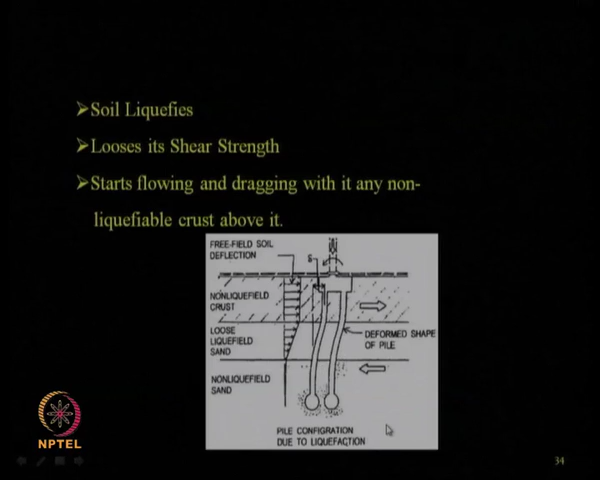 ➢Soil Liquefies
➢Looses its Shear Strength
➢Starts flowing and dragging with it any non-
liquefiable crust above it.
FREE-FIELD SOIL
DEFLECTION
S
NONLIQUEFIELD
CRUST
LOOSE
LIQUEFIELD
SAND
DEFORMED SHAPE
OF PILE
NONLIQUEFIELD
SAND
PILE CONFIGRATION
DUE TO LIQUEFACTION
NPTEL
34